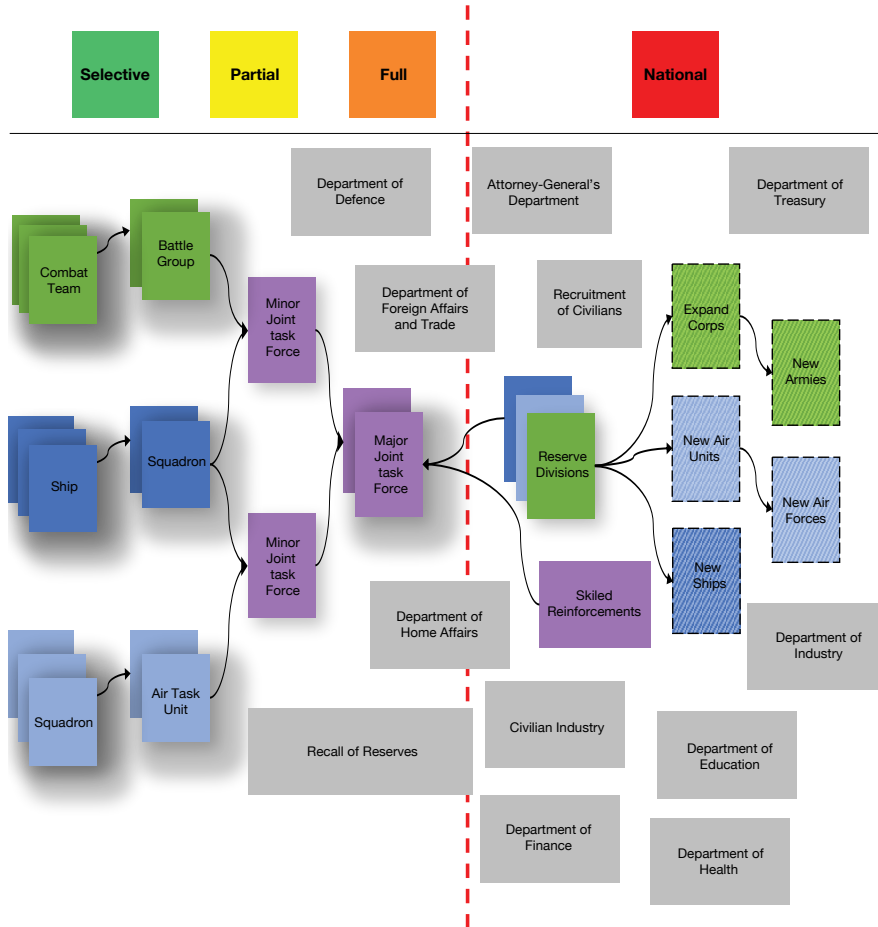 Selective
Partial
Full
National
Department of
Defence
Attorney-General's
Department
Department of
Treasury
Combat
Team
Battle
Group
Minor
Joint
task
Force
Department of
Foreign Affairs
and Trade
Recruitment
of Civilians
Expand
Corps
New
Armies
Ship
Squadron
Major
Joint
task
Force
Reserve
Divisions
New Air
Units
New Air
Forces
Minor
Joint
task
Force
Skiled
Reinforcements
New
Ships
Department of
Home Affairs
Department of
Industry
Squadron
Air Task
Unit
Recall of Reserves
Civilian Industry
Department of
Education
Department of
Finance
Department of
Health